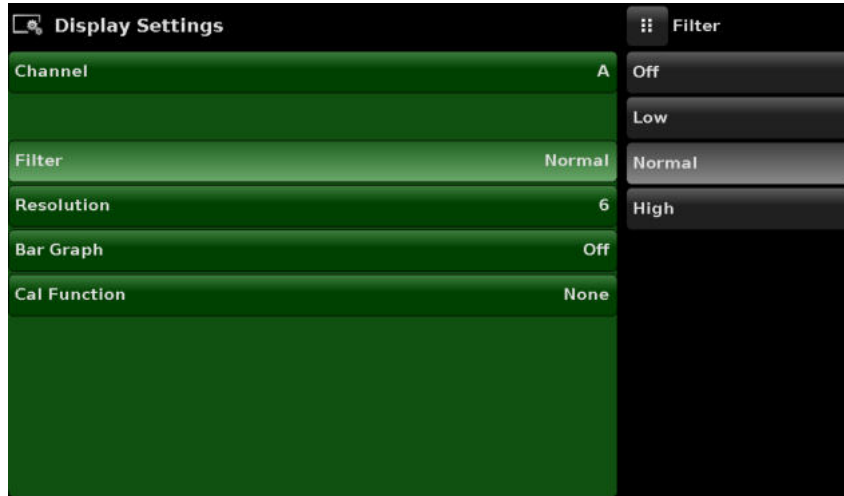 Display Settings
Channel A
Filter Normal
Resolution 6
Bar Graph Off
Cal Function None
Filter
Off
Low
Normal
High